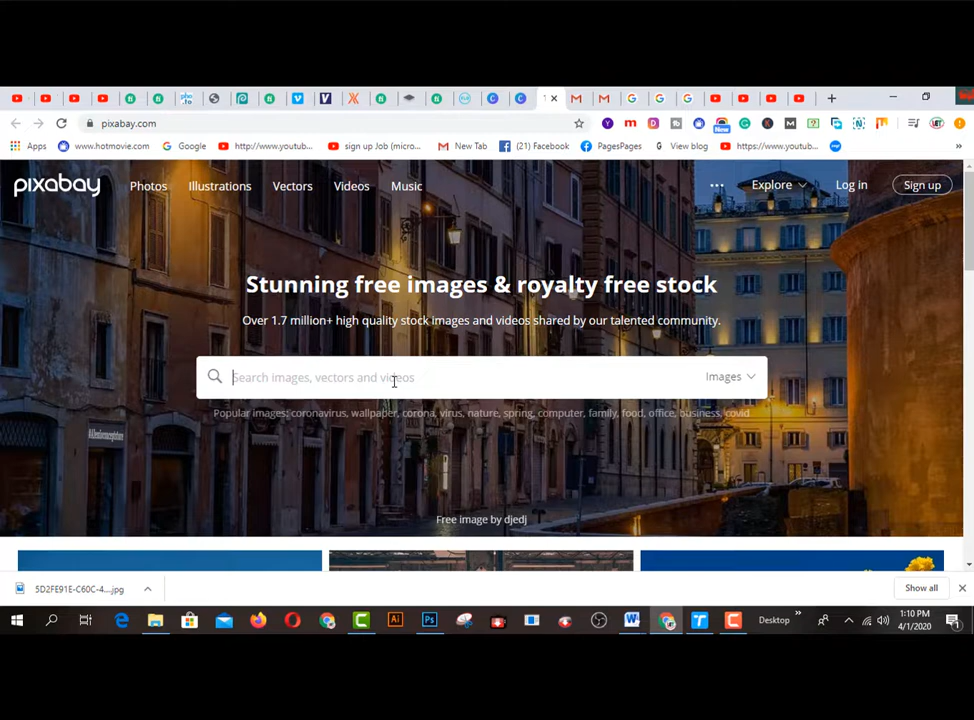 pixabay.com
Apps www.hotmovie.com Google http://www.youtub... sign up Job (micro... New Tab (21) Facebook PagesPages View blog https://www.youtub... »
New
pixabay Photos Illustrations Vectors Videos Music ••• Explore Log in Sign up
Stunning free images & royalty free stock
Over 1.7 million+ high quality stock images and videos shared by our talented community.
Search images, vectors and videos Images
Popular images: coronavirus, wallpaper, corona, virus, nature, spring, computer, family, food, office, business, covid
Free image by djedj
5D2FE91E-C60C-4....jpg Show all
Desktop » 1:10 PM
4/1/2020